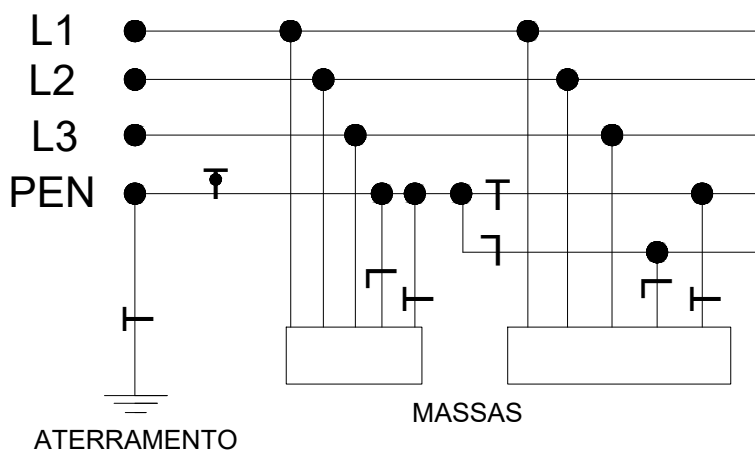 L1
L2
L3
PEN
MASSAS
ATERRAMENTO